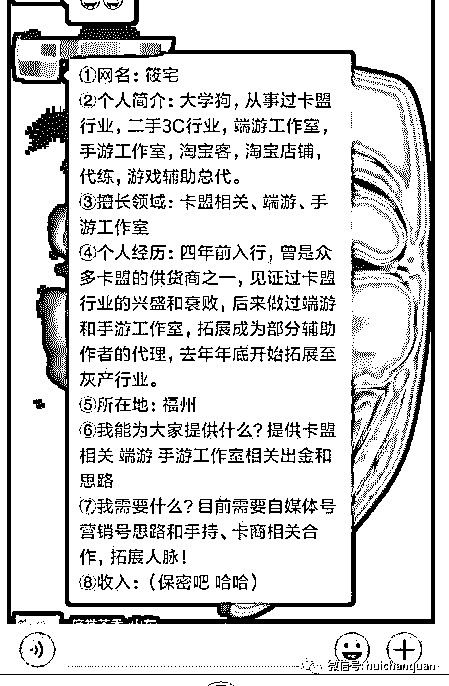 ①网名：筱宅
②个人简介：大学狗，从事过卡盟
行业，二手3C行业，端游工作室，
手游工作室，淘宝客，淘宝店铺，
代练，游戏辅助总代。
③擅长领域：卡盟相关、端游、手
游工作室
④个人经历：四年前入行，曾是众
多卡盟的供货商之一，见证过卡盟
行业的兴盛和衰败，后来做过端游
和手游工作室，拓展成为部分辅助
作者的代理，去年年底开始拓展至
灰产行业。
⑤所在地：福州
⑥我能为大家提供什么？提供卡盟
相关 端游 手游工作室相关出金和
思路
⑦我需要什么？目前需要自媒体号
营销号思路和手持、卡商相关合
作，拓展人脉！
⑧收入：（保密吧 哈哈）
微信号: huichanquan